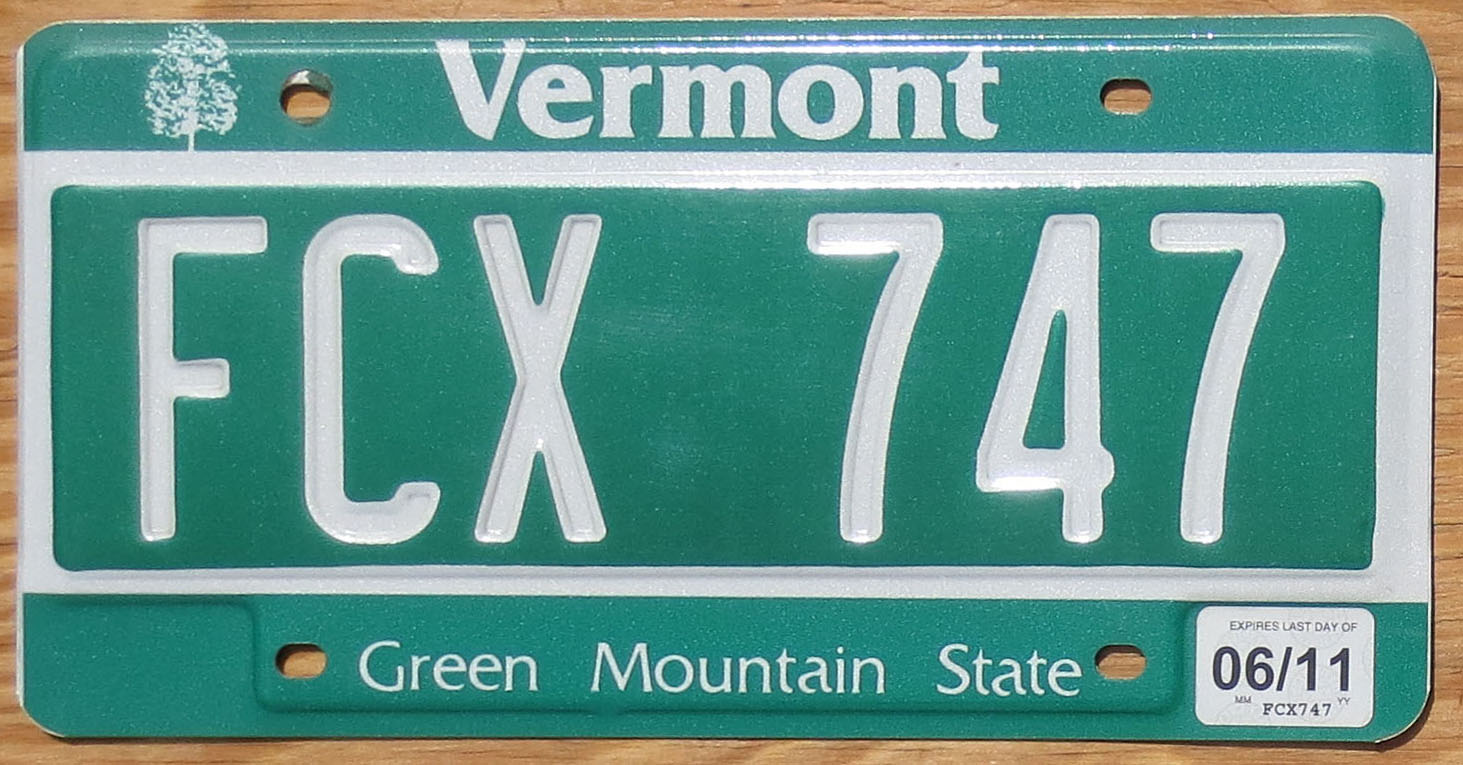 Vermont
FCX 747
Green Mountain State
EXPIRES LAST DAY OF
06/11
MM YY
FCX747